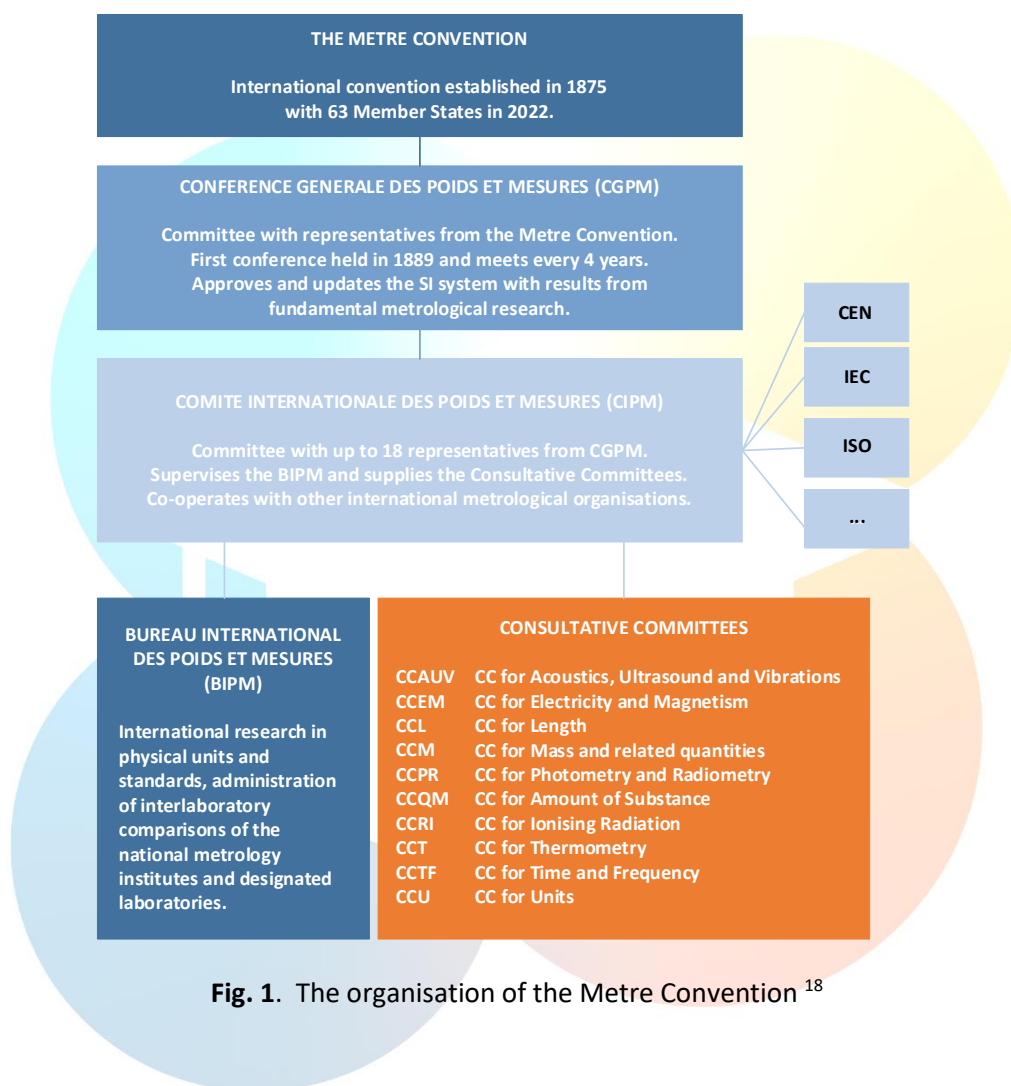 THE METRE CONVENTION
International convention established in 1875
with 63 Member States in 2022.
CONFERENCE GENERALE DES POIDS ET MESURES (CGPM)
Committee with representatives from the Metre Convention.
First conference held in 1889 and meets every 4 years.
Approves and updates the SI system with results from
fundamental metrological research.
COMITE INTERNATIONALE DES POIDS ET MESURES (CIPM)
Committee with up to 18 representatives from CGPM.
Supervises the BIPM and supplies the Consultative Committees.
Co-operates with other international metrological organisations.
CEN
IEC
ISO
...
BUREAU INTERNATIONAL
DES POIDS ET MESURES
(BIPM)
International research in
physical units and
standards, administration
of interlaboratory
comparisons of the
national metrology
institutes and designated
laboratories.
CONSULTATIVE COMMITTEES
CCAUV CC for Acoustics, Ultrasound and Vibrations
CCEM CC for Electricity and Magnetism
CCL CC for Length
CCM CC for Mass and related quantities
CCPR CC for Photometry and Radiometry
CCQM CC for Amount of Substance
CCRI CC for Ionising Radiation
CCT CC for Thermometry
CCTF CC for Time and Frequency
CCU CC for Units
Fig. 1. The organisation of the Metre Convention 18